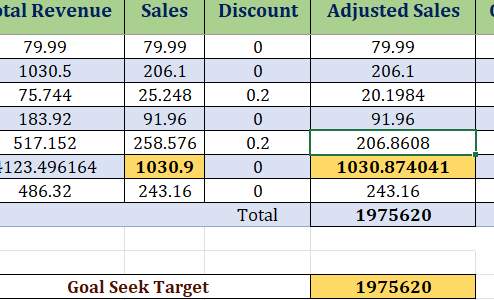 otal Revenue Sales Discount Adjusted Sales
79.99 79.99 0 79.99
1030.5 206.1 0 206.1
75.744 25.248 0.2 20.1984
183.92 91.96 0 91.96
517.152 258.576 0.2 206.8608
4123.496164 1030.9 0 1030.874041
486.32 243.16 0 243.16
Total 1975620
Goal Seek Target 1975620